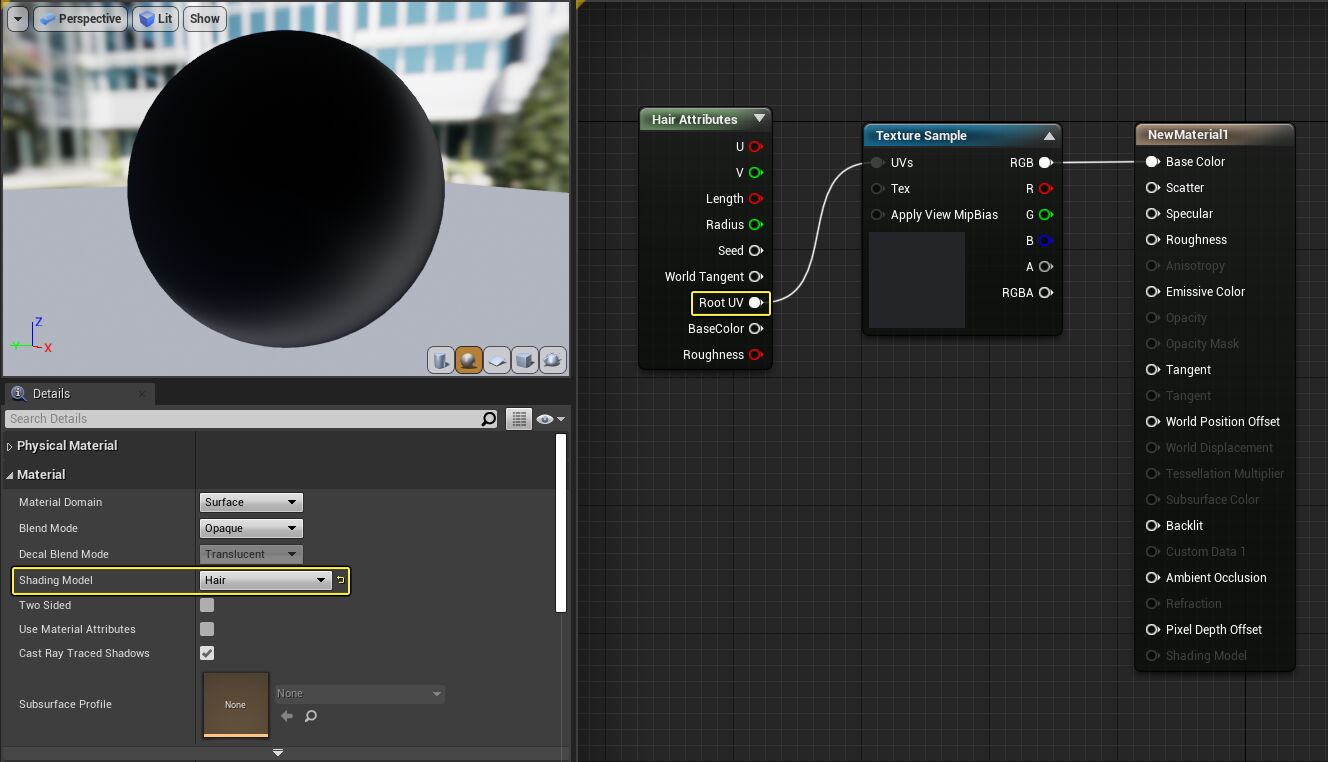 Perspective Lit Show
Z
Y
X
Details
Search Details
Physical Material
Material
Material Domain Surface
Blend Mode Opaque
Decal Blend Mode Translucent
Shading Model Hair
Two Sided
Use Material Attributes
Cast Ray Traced Shadows
Subsurface Profile None None
Hair Attributes
U
V
Length
Radius
Seed
World Tangent
Root UV
BaseColor
Roughness
Texture Sample
UVs RGB
Tex R
Apply View MipBias G
B
A
RGBA
NewMaterial1
Base Color
Scatter
Specular
Roughness
Anisotropy
Emissive Color
Opacity
Opacity Mask
Tangent
Tangent
World Position Offset
World Displacement
Tessellation Multiplier
Subsurface Color
Backlit
Custom Data 1
Ambient Occlusion
Refraction
Pixel Depth Offset
Shading Model